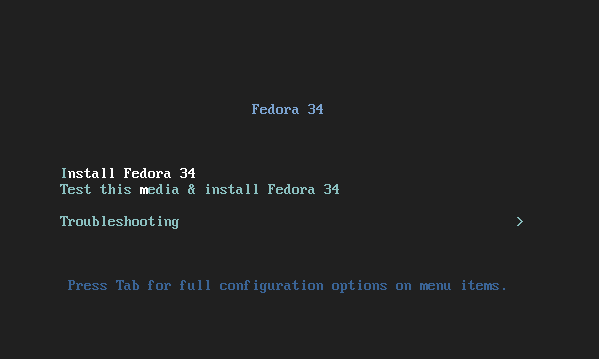 Fedora 34
Install Fedora 34
Test this media & install Fedora 34
Troubleshooting >
Press Tab for full configuration options on menu items.